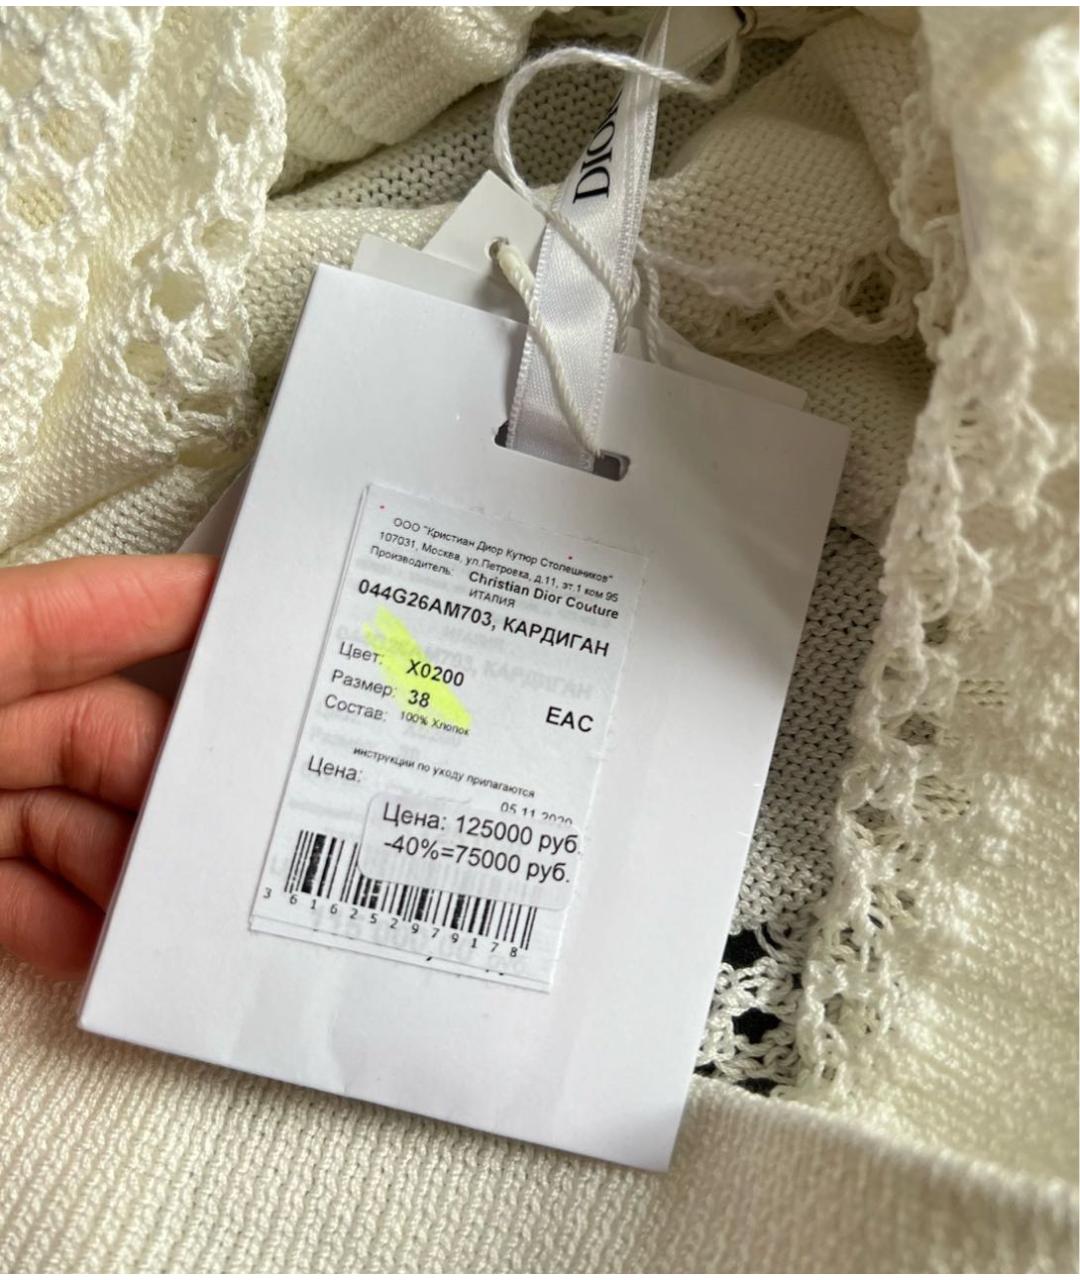 DIOR
ООО "Кристиан Диор Кутюр Столешников"
107031, Москва, ул.Петровка, д.11, эт.1 ком 95
Производитель: Christian Dior Couture
ИТАЛИЯ
044G26AM703, КАРДИГАН
Цвет: X0200
Размер: 38
Состав: 100% Хлопок
EAC
инструкции по уходу прилагаются
Цена:
05.11.2020
Цена: 125000 руб.
-40%=75000 руб.
3 616252979178